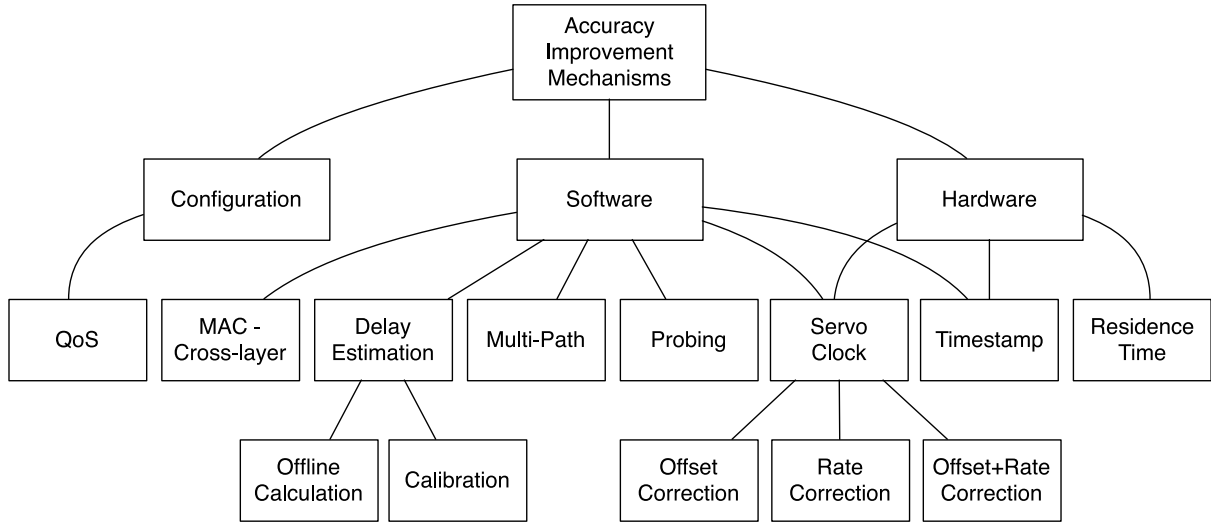 Accuracy
Improvement
Mechanisms
Configuration
Software
Hardware
QoS
MAC -
Cross-layer
Delay
Estimation
Multi-Path
Probing
Servo
Clock
Timestamp
Residence
Time
Offline
Calculation
Calibration
Offset
Correction
Rate
Correction
Offset+Rate
Correction